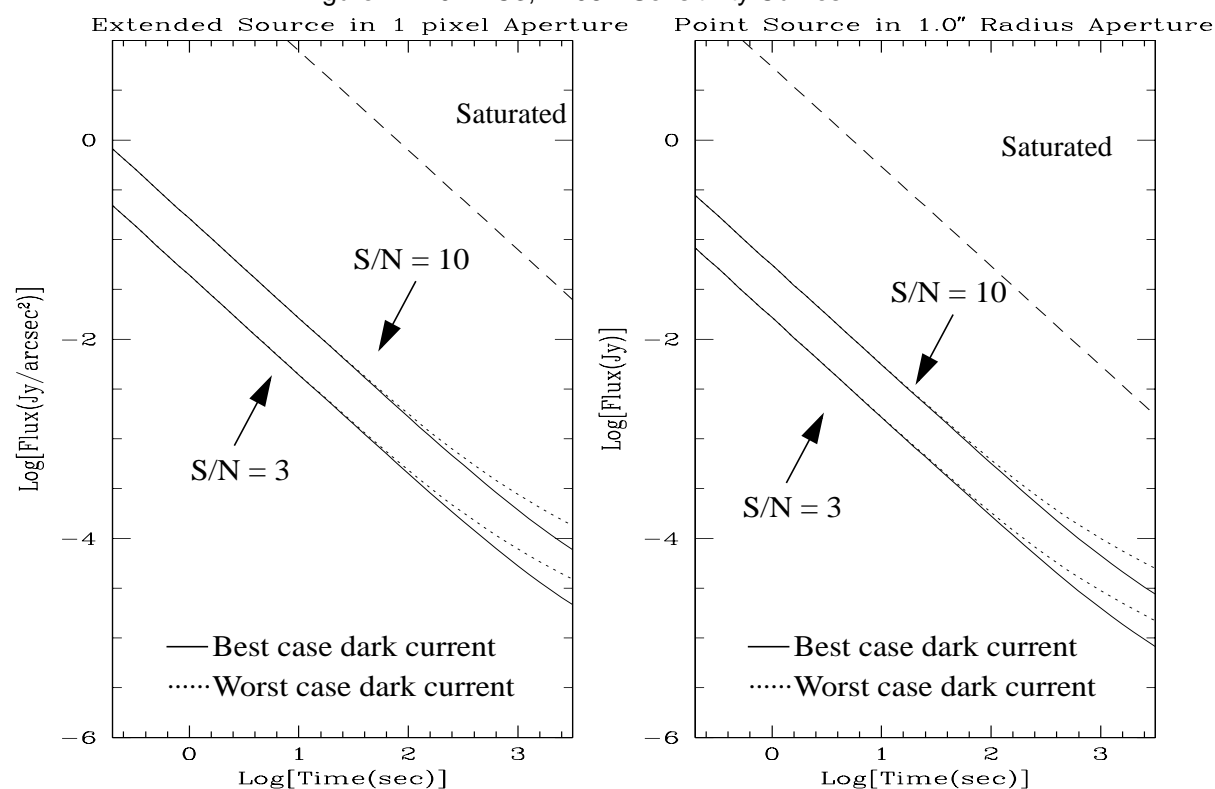 Extended Source in 1 pixel Aperture
Saturated
S/N = 10
S/N = 3
Best case dark current
Worst case dark current
0
−2
−4
−6
0 1 2 3
Log[Time(sec)]
Log[Flux(Jy/arcsec²)]
Point Source in 1.0″ Radius Aperture
Saturated
S/N = 10
S/N = 3
Best case dark current
Worst case dark current
0
−2
−4
−6
0 1 2 3
Log[Time(sec)]
Log[Flux(Jy)]